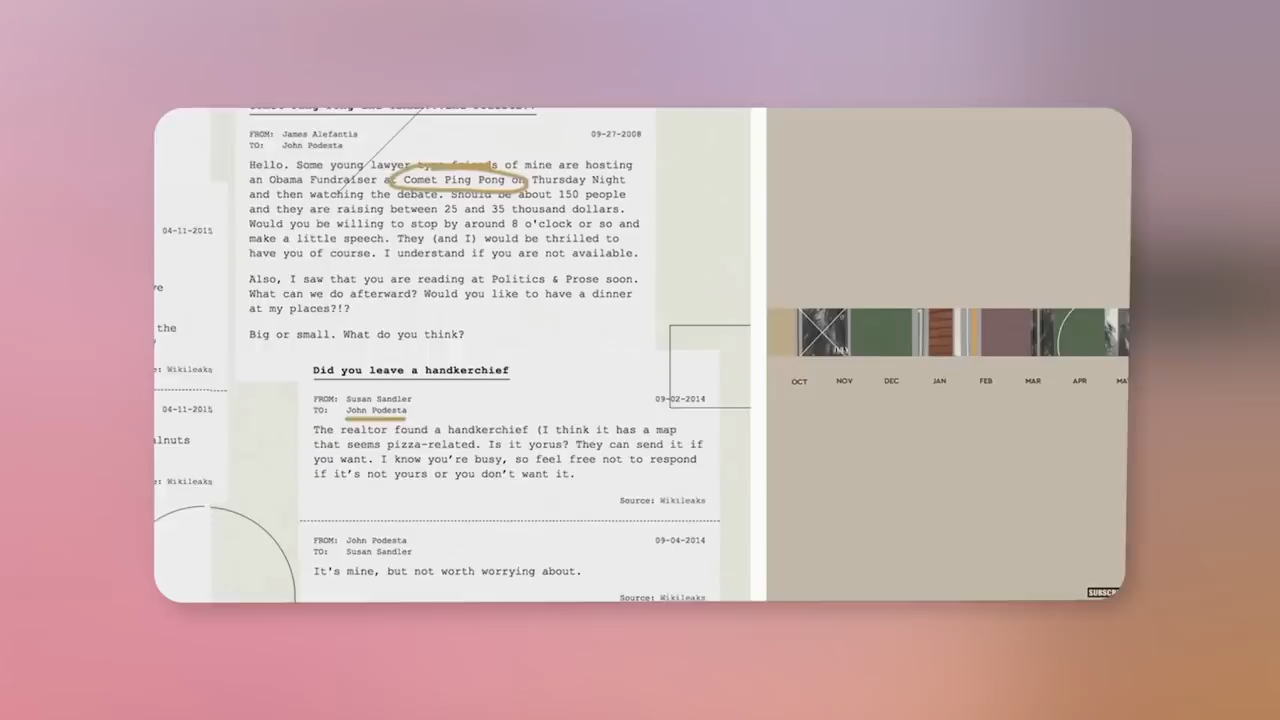 FROM: James Alefantis 09-27-2008
TO: John Podesta
Hello. Some young lawyer type friends of mine are hosting
an Obama Fundraiser at Comet Ping Pong on Thursday Night
and then watching the debate. Should be about 150 people
and they are raising between 25 and 35 thousand dollars.
Would you be willing to stop by around 8 o'clock or so and
make a little speech. They (and I) would be thrilled to
have you of course. I understand if you are not available.
Also, I saw that you are reading at Politics & Prose soon.
What can we do afterward? Would you like to have a dinner
at my places?!?
Big or small. What do you think?
Did you leave a handkerchief
FROM: Susan Sandler 09-02-2014
TO: John Podesta
The realtor found a handkerchief (I think it has a map
that seems pizza-related. Is it yorus? They can send it if
you want. I know you're busy, so feel free not to respond
if it's not yours or you don't want it.
Source: Wikileaks
FROM: John Podesta 09-04-2014
TO: Susan Sandler
It's mine, but not worth worrying about.
Source: Wikileaks
04-11-2015
ve
the
e: Wikileaks
04-11-2015
alnuts
e: Wikileaks
OCT NOV DEC JAN FEB MAR APR MA
SUBSCR